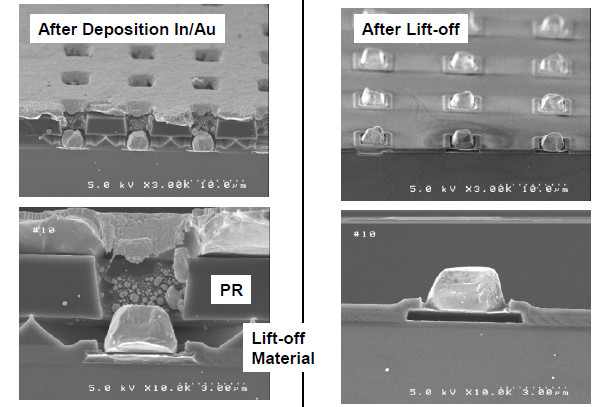 After Deposition In/Au
After Lift-off
5.0 kV X3.00K 10.0µm
5.0 kV X3.00K 10.0µm
#10
PR
Lift-off
Material
5.0 kV X10.0K 3.00µm
#10
5.0 kV X10.0K 3.00µm